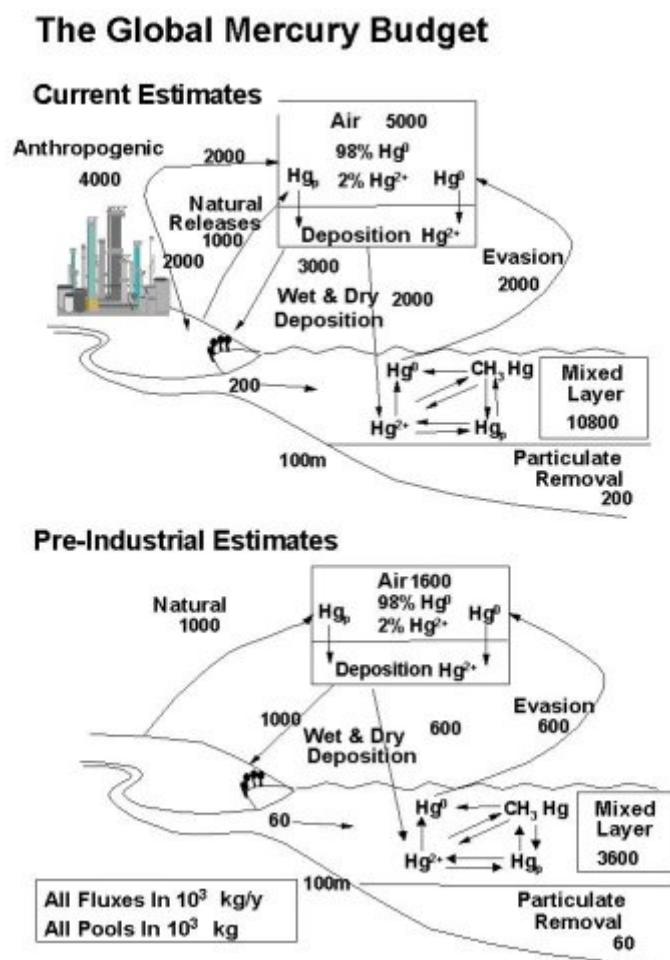 The Global Mercury Budget
Current Estimates
Anthropogenic
4000
2000
Air 5000
98% Hg⁰
Hgₚ 2% Hg²⁺ Hg⁰
Natural
Releases
1000
2000
Deposition Hg²⁺
3000
Wet & Dry 2000
Deposition
Evasion
2000
Hg⁰ CH₃ Hg
200
Hg²⁺ Hgₚ
Mixed
Layer
10800
100m
Particulate
Removal
200
Pre-Industrial Estimates
Natural
1000
Air 1600
98% Hg⁰
Hgₚ 2% Hg²⁺ Hg⁰
Deposition Hg²⁺
1000
Wet & Dry
Deposition
600
Evasion
600
Hg⁰ CH₃ Hg
60
Hg²⁺ Hgₚ
Mixed
Layer
3600
100m
Particulate
Removal
60
All Fluxes In 10³ kg/y
All Pools In 10³ kg